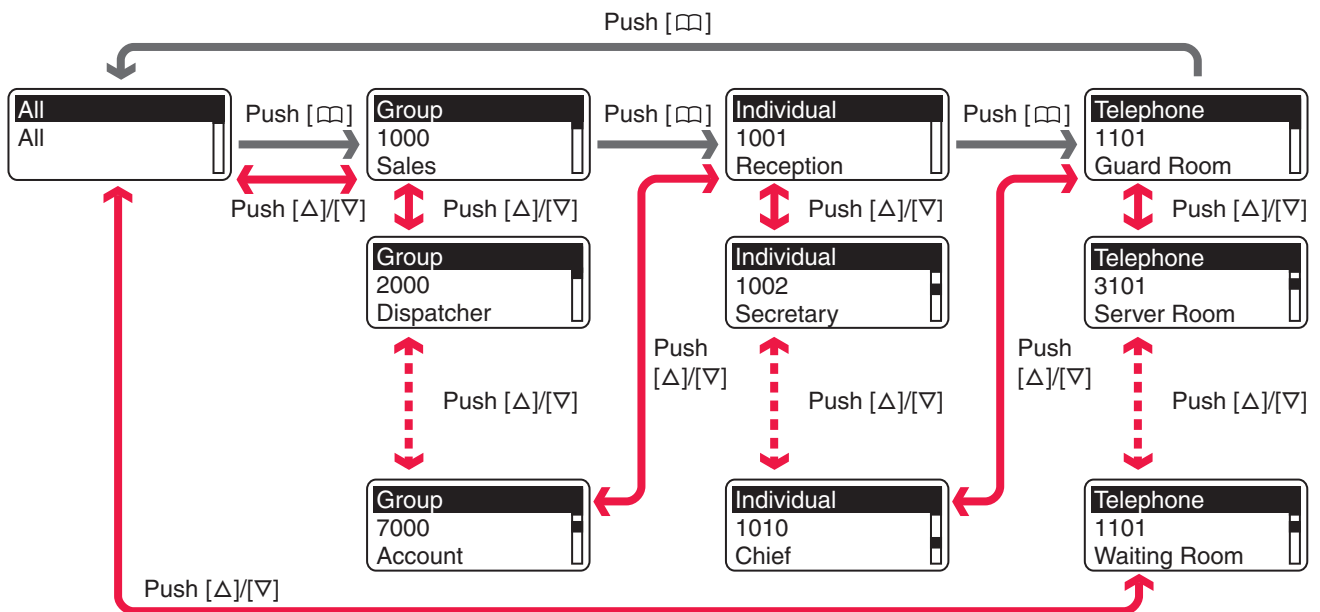 Push [📖]
All
All
Push [📖]
Group
1000
Sales
Push [📖]
Individual
1001
Reception
Push [📖]
Telephone
1101
Guard Room
Push [△]/[▽]
Push [△]/[▽]
Push [△]/[▽]
Push [△]/[▽]
Group
2000
Dispatcher
Individual
1002
Secretary
Telephone
3101
Server Room
Push
[△]/[▽]
Push
[△]/[▽]
Push [△]/[▽]
Push [△]/[▽]
Push [△]/[▽]
Group
7000
Account
Individual
1010
Chief
Telephone
1101
Waiting Room
Push [△]/[▽]